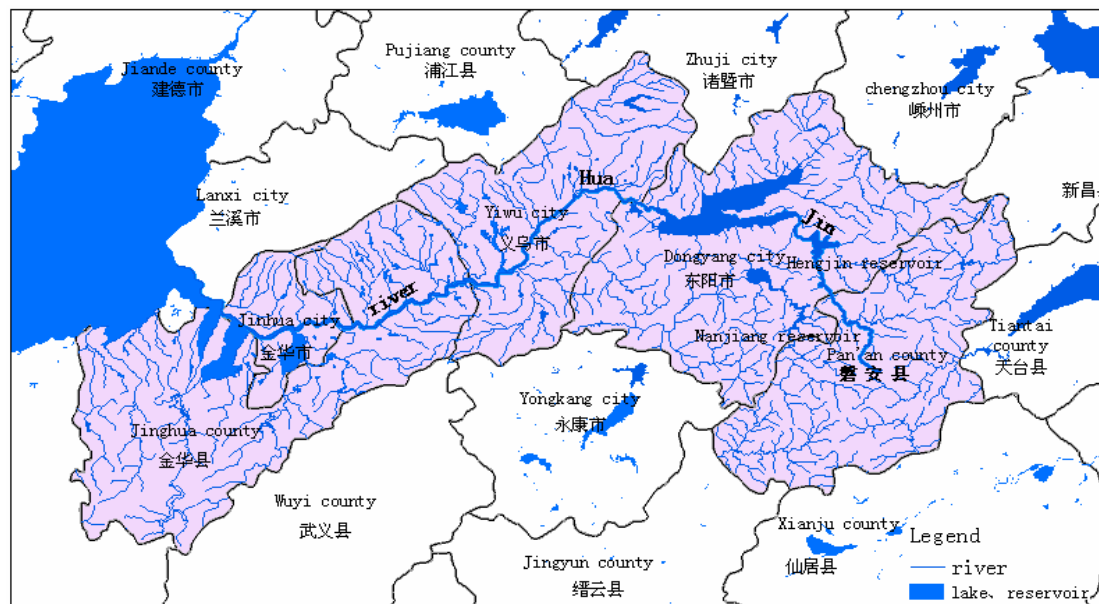 Pujiang county
浦江县
Zhuji city
诸暨市
Jiande county
建德市
chengzhou city
嵊州市
Lanxi city
兰溪市
新昌
Hua
Yiwu city
义乌市
Jin
Dongyang city
东阳市
Hengjin reservoir
river
Jinhua city
金华市
Nanjiang reservoir
Pan an county
磐安县
Tiantai
county
天台县
Yongkang city
永康市
Jinghua county
金华县
Wuyi county
武义县
Xianju county
仙居县
Jingyun county
缙云县
Legend
river
lake、reservoir